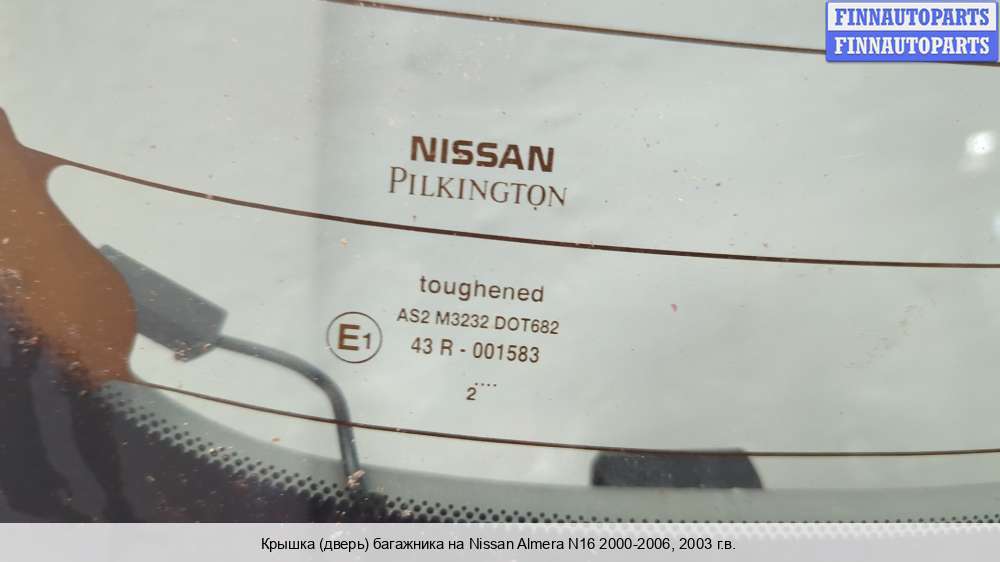 FINNAUTOPARTS
FINNAUTOPARTS
NISSAN
PILKINGTON
toughened
AS2 M3232 DOT682
E1
43 R - 001583
....
2
Крышка (дверь) багажника на Nissan Almera N16 2000-2006, 2003 г.в.